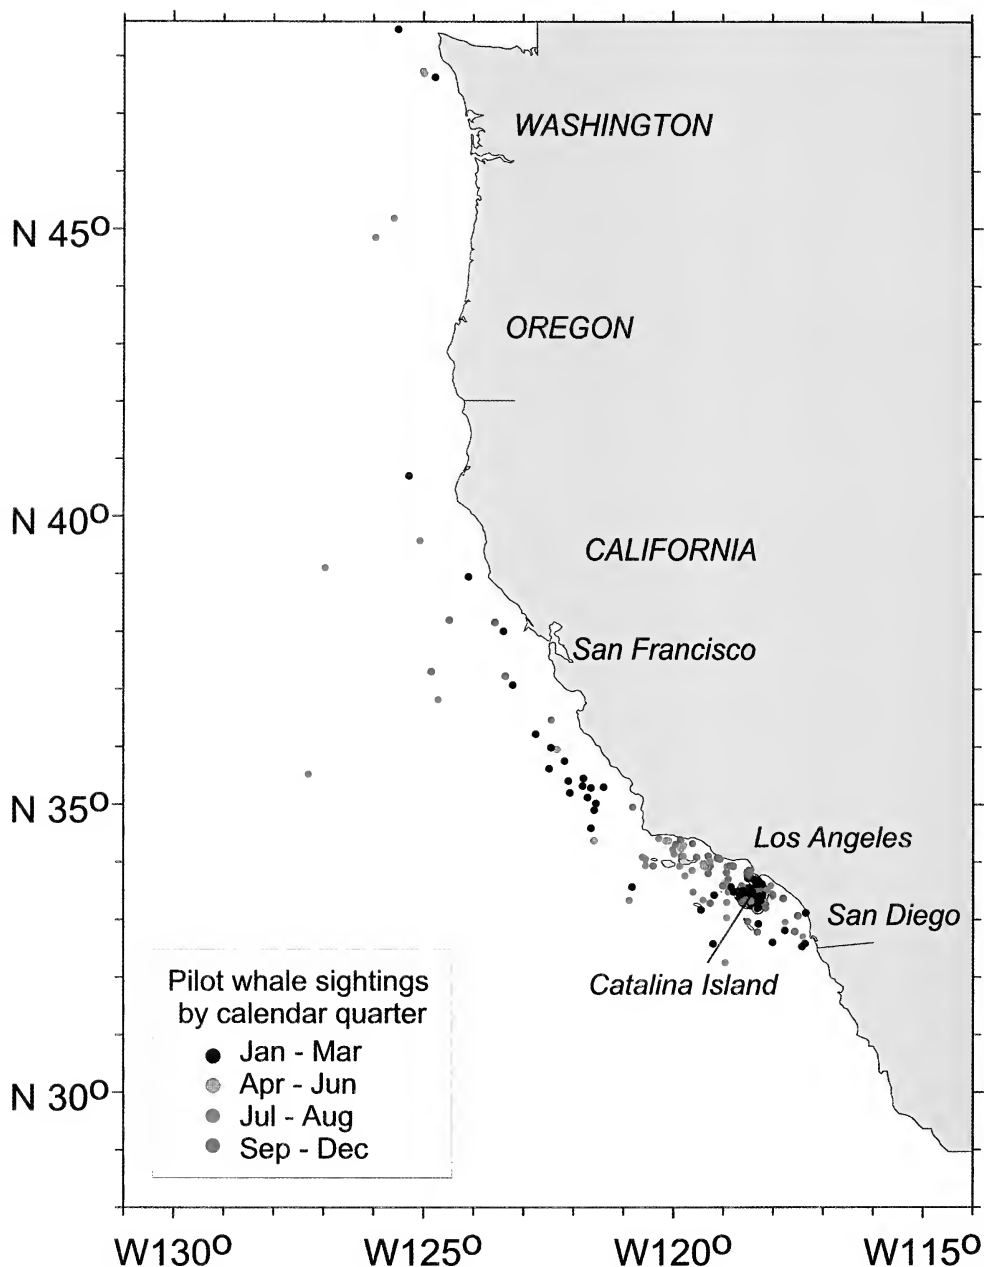 WASHINGTON
N 45º
OREGON
N 40º
CALIFORNIA
San Francisco
N 35º
Los Angeles
San Diego
Catalina Island
Pilot whale sightings
by calendar quarter
Jan - Mar
Apr - Jun
Jul - Aug
Sep - Dec
N 30º
W130º W125º W120º W115º